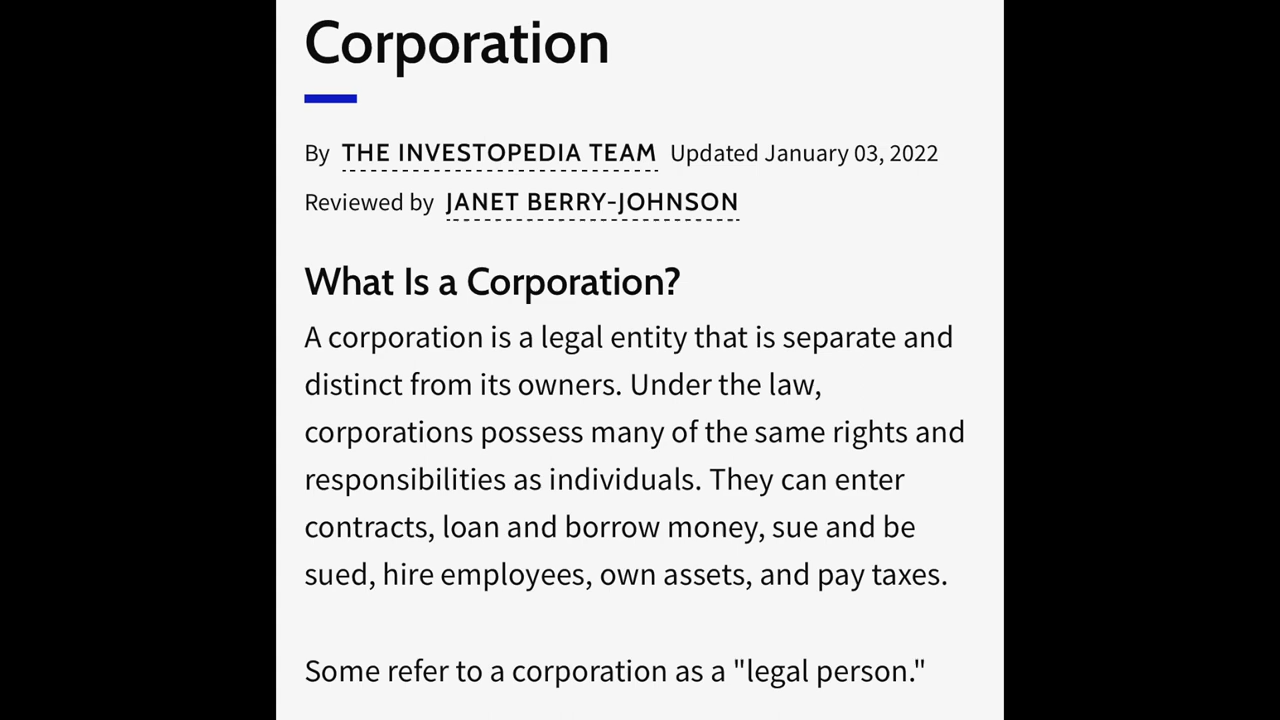 Corporation
By THE INVESTOPEDIA TEAM Updated January 03, 2022
Reviewed by JANET BERRY-JOHNSON
What Is a Corporation?
A corporation is a legal entity that is separate and
distinct from its owners. Under the law,
corporations possess many of the same rights and
responsibilities as individuals. They can enter
contracts, loan and borrow money, sue and be
sued, hire employees, own assets, and pay taxes.
Some refer to a corporation as a "legal person."